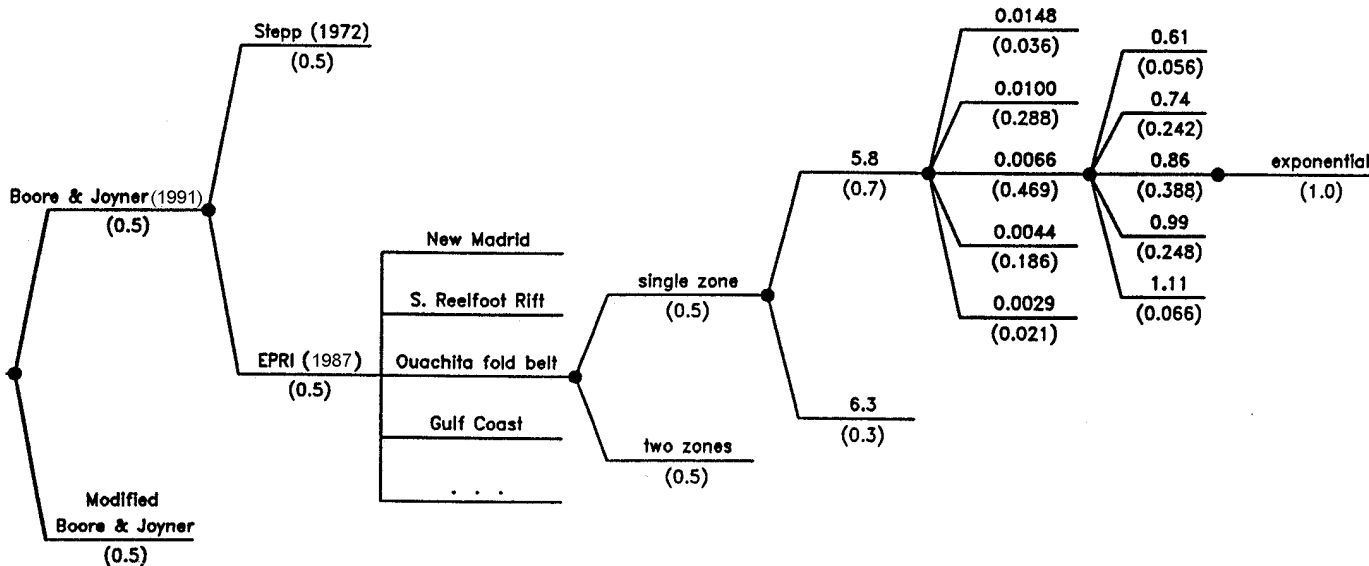 Stepp (1972)
(0.5)
Boore & Joyner (1991)
(0.5)
EPRI (1987)
(0.5)
Modified
Boore & Joyner
(0.5)
New Madrid
S. Reelfoot Rift
Ouachita fold belt
Gulf Coast
. . .
single zone
(0.5)
two zones
(0.5)
5.8
(0.7)
6.3
(0.3)
0.0148
(0.036)
0.0100
(0.288)
0.0066
(0.469)
0.0044
(0.186)
0.0029
(0.021)
0.61
(0.056)
0.74
(0.242)
0.86
(0.388)
0.99
(0.248)
1.11
(0.066)
exponential
(1.0)